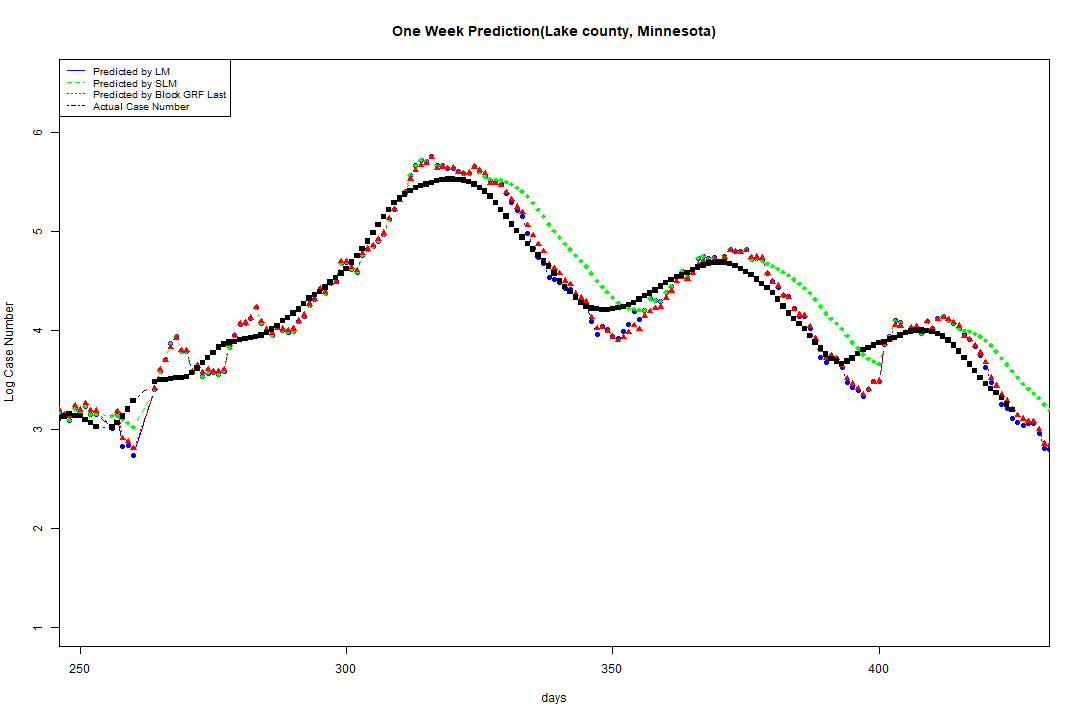 One Week Prediction(Lake county, Minnesota)
Predicted by LM
Predicted by SLM
Predicted by Block GRF Last
Actual Case Number
6
5
4
3
2
1
Log Case Number
250 300 350 400
days